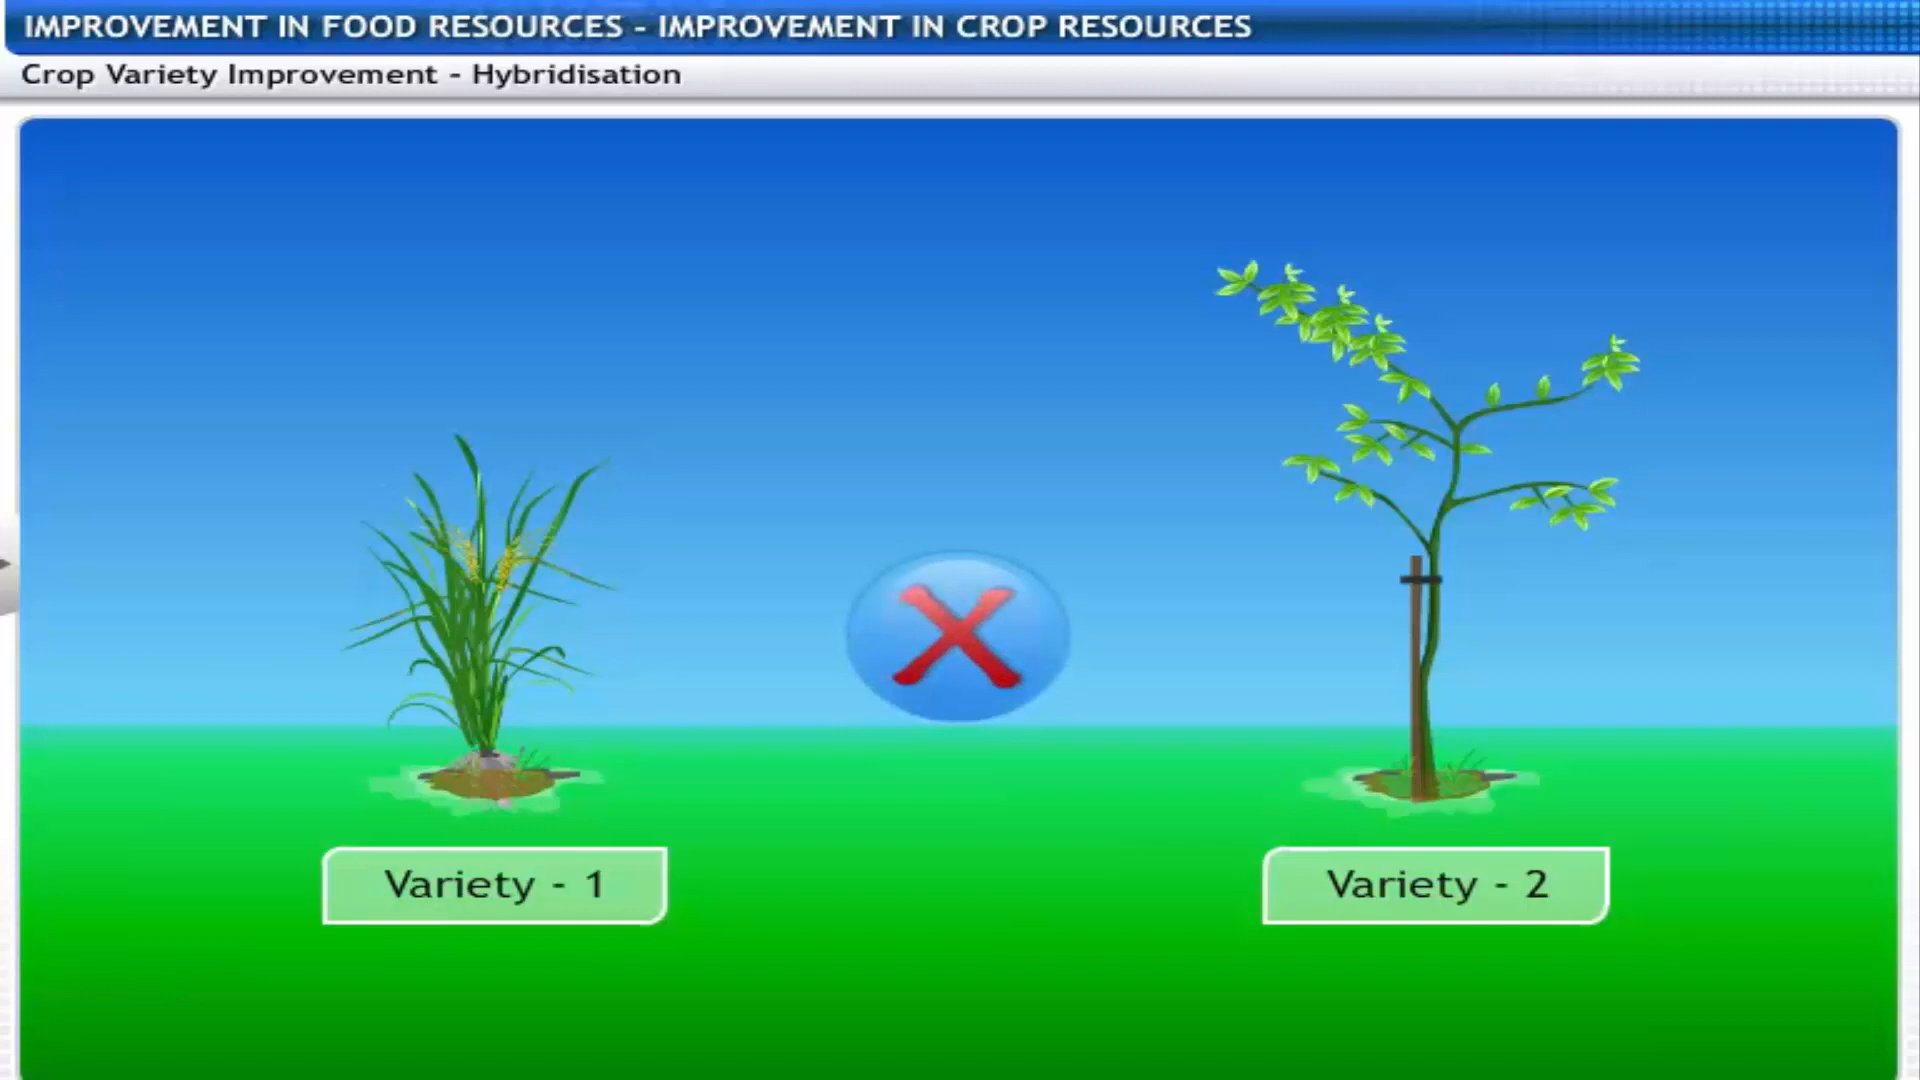 IMPROVEMENT IN FOOD RESOURCES - IMPROVEMENT IN CROP RESOURCES
Crop Variety Improvement - Hybridisation
Variety - 1
Variety - 2